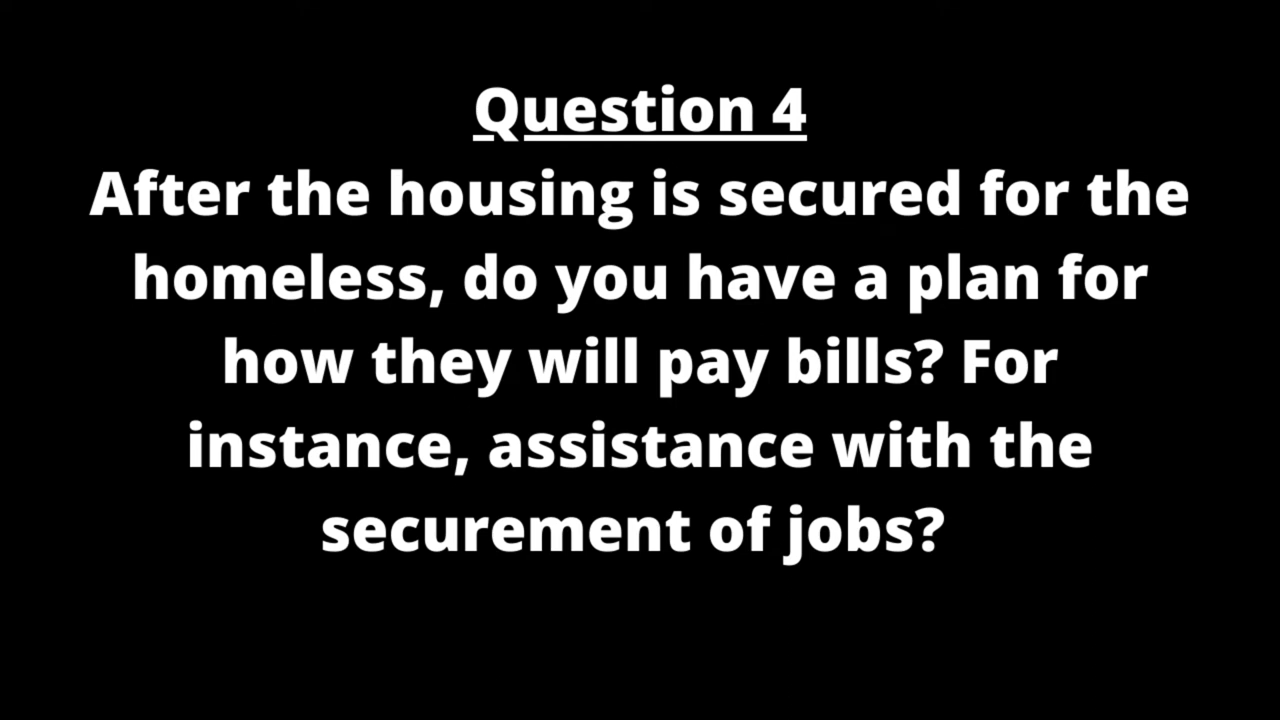 Question 4
After the housing is secured for the
homeless, do you have a plan for
how they will pay bills? For
instance, assistance with the
securement of jobs?